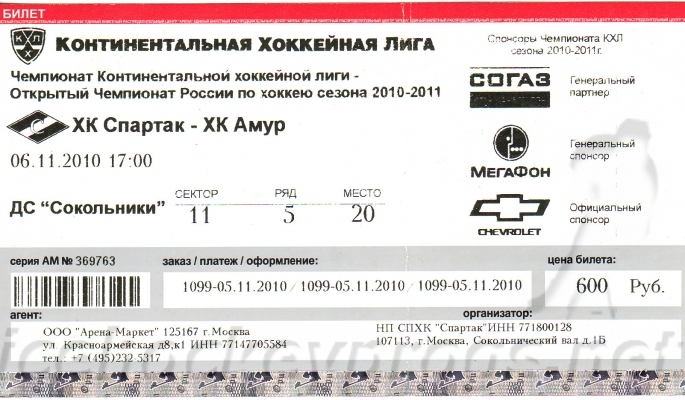 БИЛЕТ
КХЛ
КОНТИНЕНТАЛЬНАЯ ХОККЕЙНАЯ ЛИГА
Спонсоры Чемпионата КХЛ
сезона 2010-2011г.
Чемпионат Континентальной хоккейной лиги -
Открытый Чемпионат России по хоккею сезона 2010-2011
СОГАЗ
Генеральный
партнер
ХК Спартак - ХК Амур
06.11.2010 17:00
МЕГАФОН
Генеральный
спонсор
СЕКТОР РЯД МЕСТО
ДС "Сокольники" 11 5 20
CHEVROLET
Официальный
спонсор
серия АМ № 369763
заказ / платеж / оформление:
цена билета:
1099-05.11.2010 / 1099-05.11.2010 / 1099-05.11.2010
600 Руб.
агент:
организатор:
ООО "Арена-Маркет" 125167 г.Москва
ул. Красноармейская д8,к1 ИНН 77147705584
тел.: +7 (495)232-5317
НП СПХК "Спартак"ИНН 771800128
107113, г.Москва, Сокольнический вал д.1Б